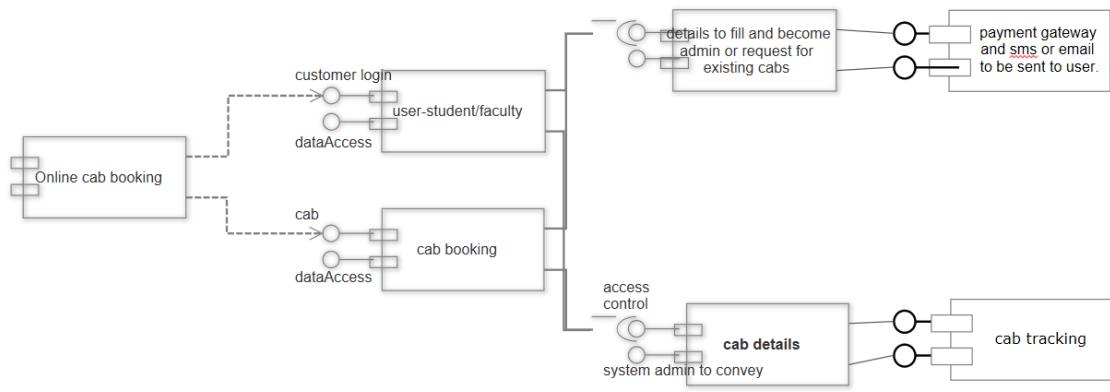 Online cab booking
customer login
user-student/faculty
dataAccess
cab
cab booking
dataAccess
details to fill and become
admin or request for
existing cabs
payment gateway
and sms or email
to be sent to user.
access
control
cab details
system admin to convey
cab tracking